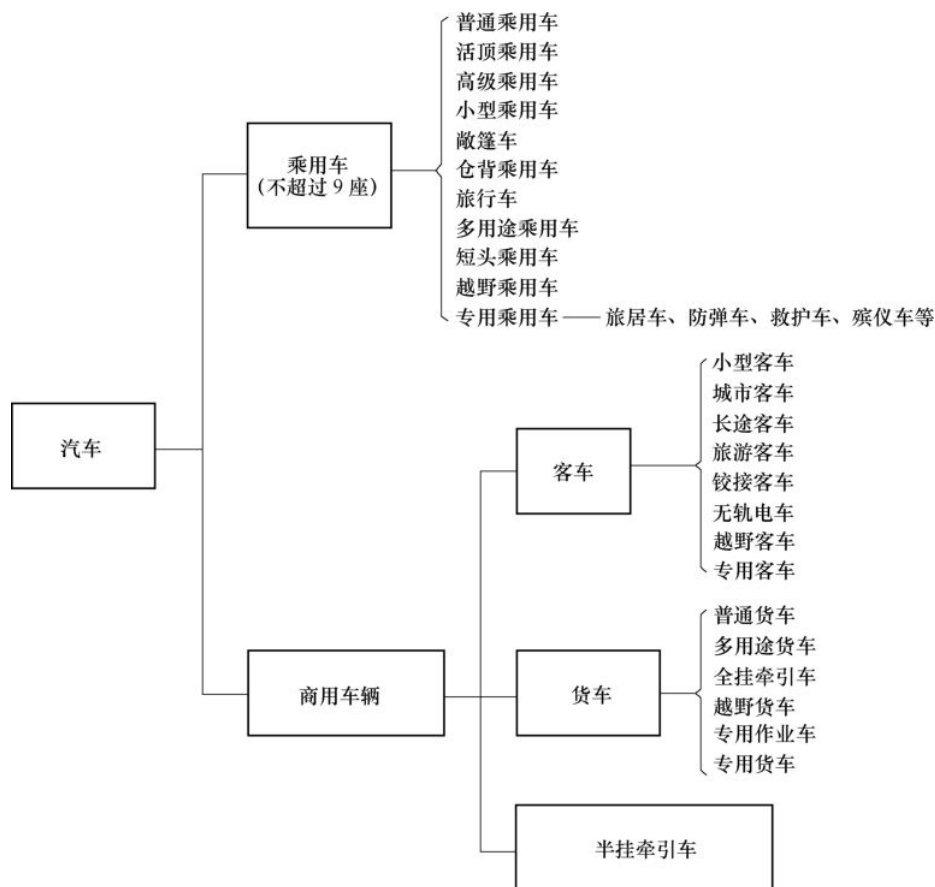 普通乘用车
活顶乘用车
高级乘用车
小型乘用车
敞篷车
仓背乘用车
旅行车
多用途乘用车
短头乘用车
越野乘用车
专用乘用车——旅居车、防弹车、救护车、殡仪车等
乘用车
(不超过 9 座)
汽车
小型客车
城市客车
长途客车
旅游客车
铰接客车
无轨电车
越野客车
专用客车
客车
商用车辆
普通货车
多用途货车
全挂牵引车
越野货车
专用作业车
专用货车
货车
半挂牵引车